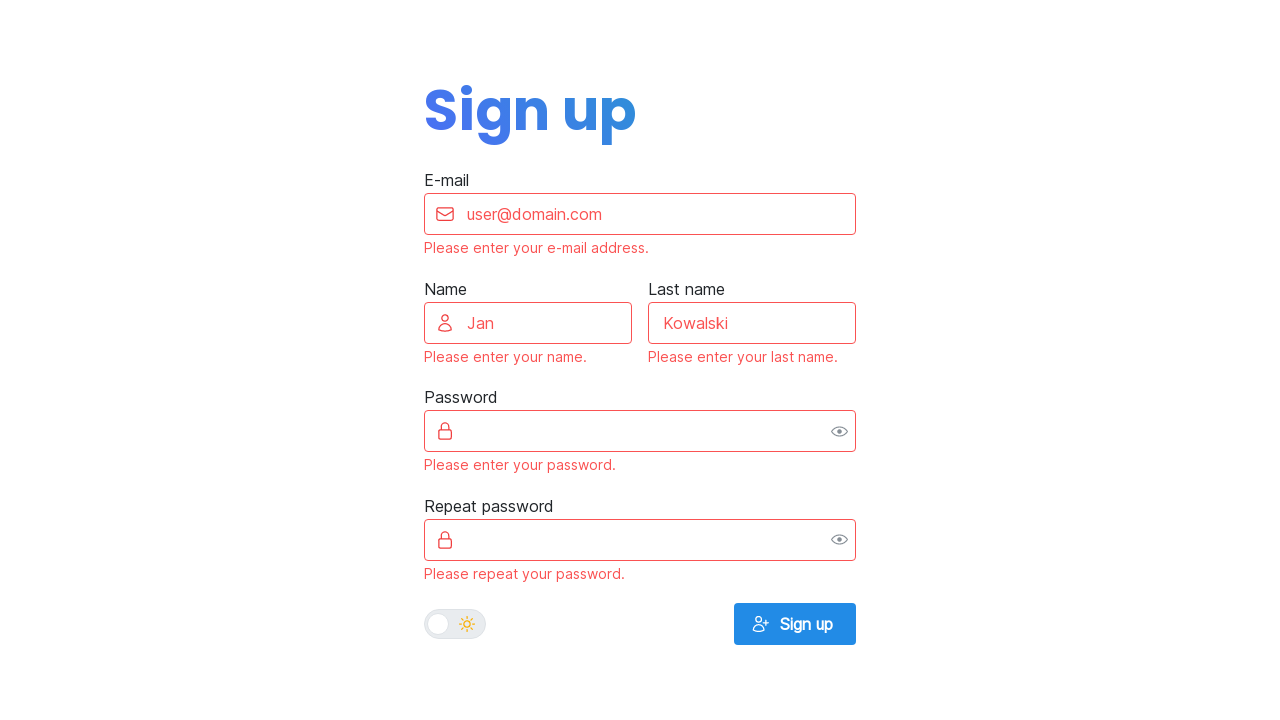 Sign up
E-mail
user@domain.com
Please enter your e-mail address.
Name
Last name
Jan
Kowalski
Please enter your name.
Please enter your last name.
Password
Please enter your password.
Repeat password
Please repeat your password.
Sign up